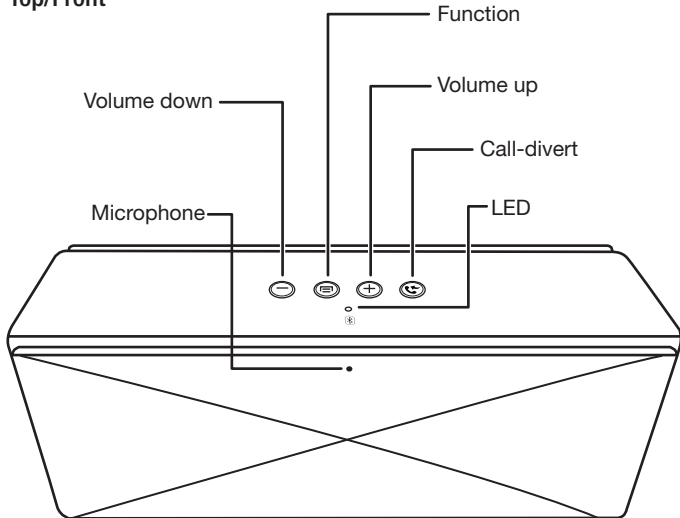 Top/Front
Function
Volume up
Volume down
Call-divert
Microphone
LED